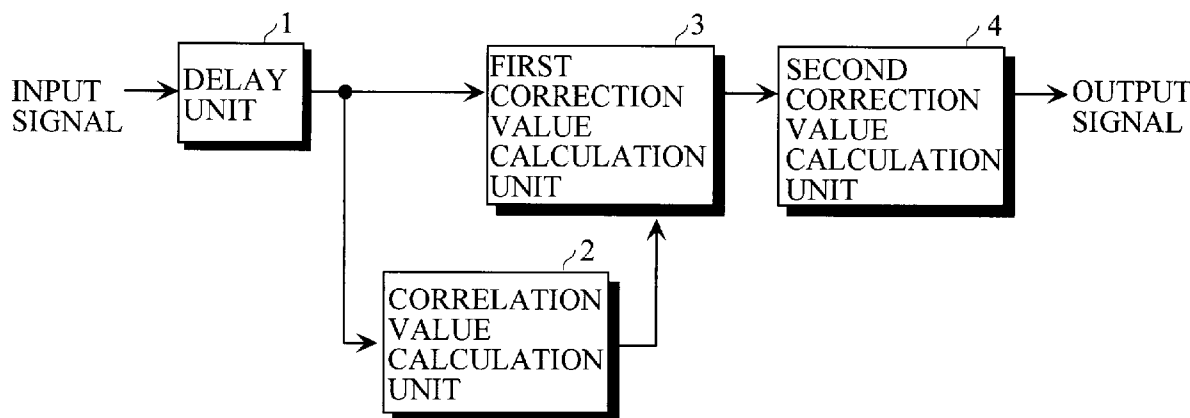 1
DELAY
UNIT
INPUT
SIGNAL
3
FIRST
CORRECTION
VALUE
CALCULATION
UNIT
4
SECOND
CORRECTION
VALUE
CALCULATION
UNIT
OUTPUT
SIGNAL
2
CORRELATION
VALUE
CALCULATION
UNIT